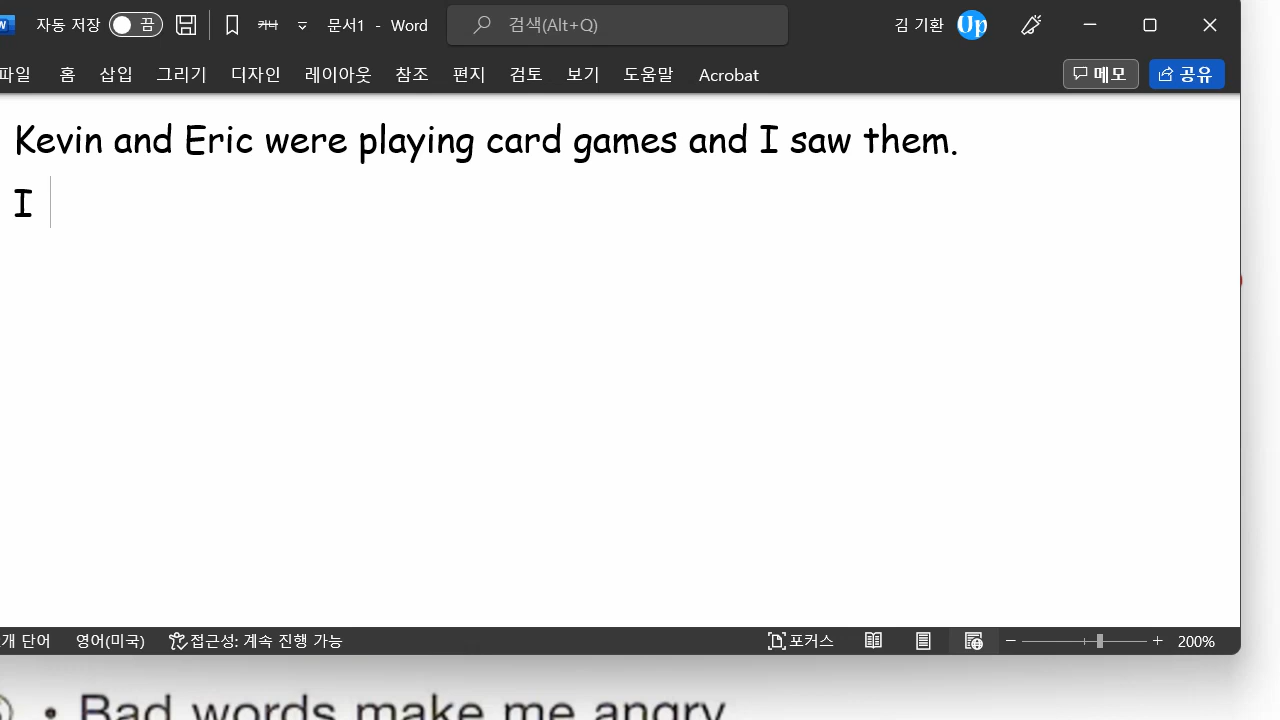 자동 저장 끔 가나 문서1 - Word 검색(Alt+Q) 김 기환 Up
파일 홈 삽입 그리기 디자인 레이아웃 참조 편지 검토 보기 도움말 Acrobat 메모 공유
Kevin and Eric were playing card games and I saw them.
I
개 단어 영어(미국) 접근성: 계속 진행 가능 포커스 200%
• Bad words make me angry